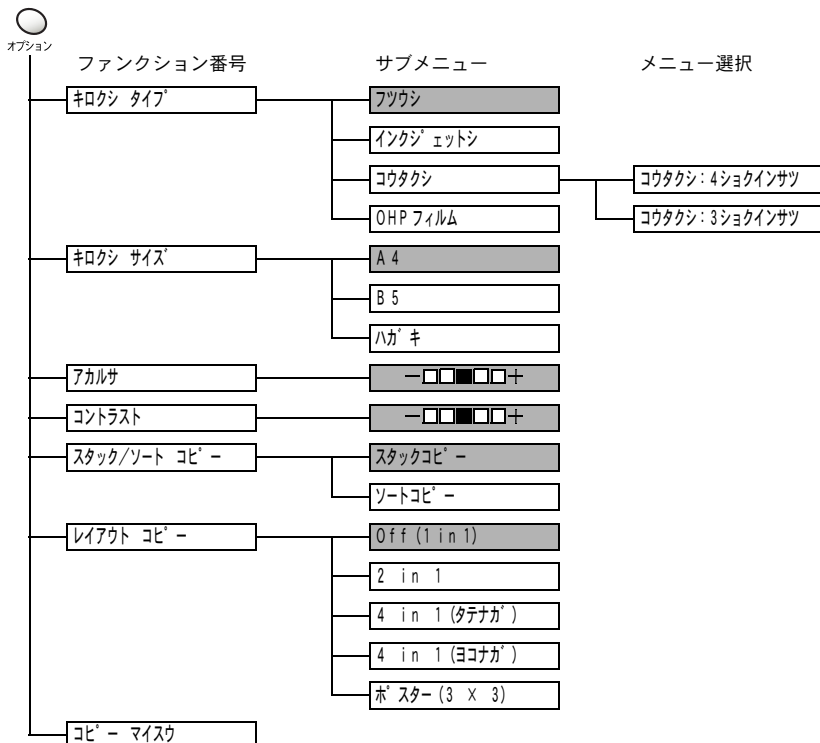 オプション
ファンクション番号 サブメニュー メニュー選択
キロクシ タイプ フツウシ
インクジェットシ
コウタクシ コウタクシ:4ショクインサツ
OHPフィルム コウタクシ:3ショクインサツ
キロクシ サイズ A4
B5
ハガキ
アカルサ −□□■□□+
コントラスト −□□■□□+
スタック/ソート コピー スタックコピー
ソートコピー
レイアウト コピー Off(1in1)
2 in 1
4 in 1(タテナガ)
4 in 1(ヨコナガ)
ポスター(3 × 3)
コピー マイスウ